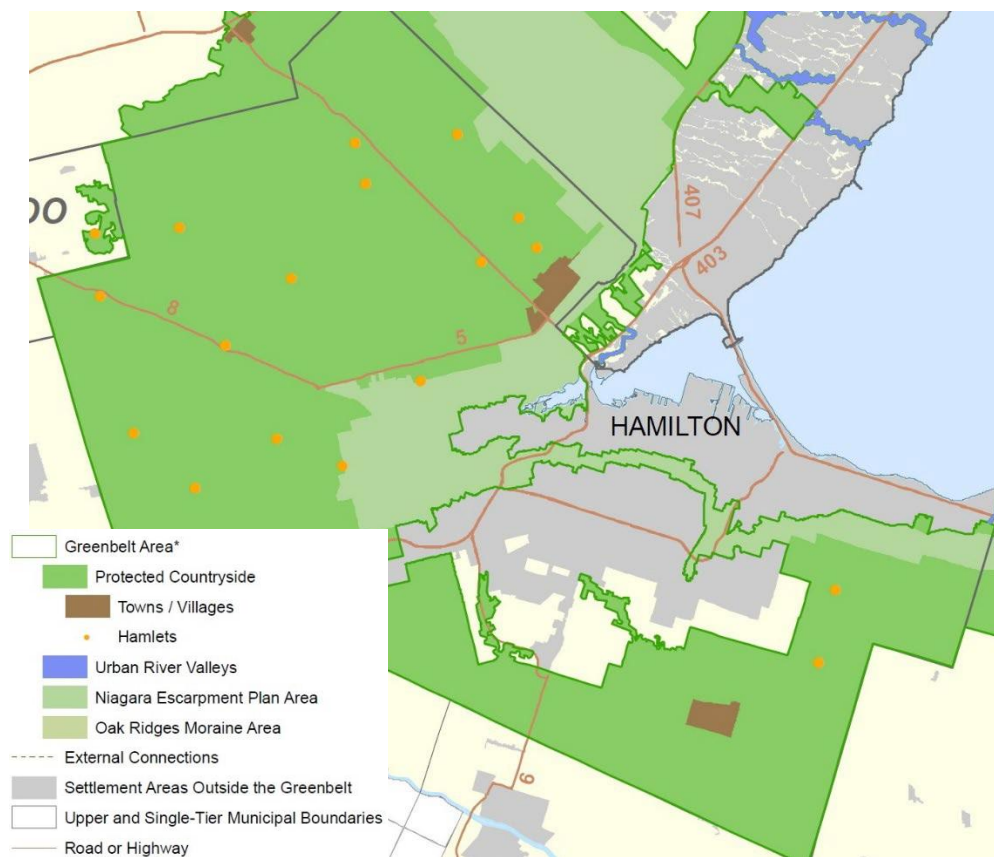 OO
407
403
8
5
HAMILTON
6
Greenbelt Area*
Protected Countryside
Towns / Villages
Hamlets
Urban River Valleys
Niagara Escarpment Plan Area
Oak Ridges Moraine Area
External Connections
Settlement Areas Outside the Greenbelt
Upper and Single-Tier Municipal Boundaries
Road or Highway